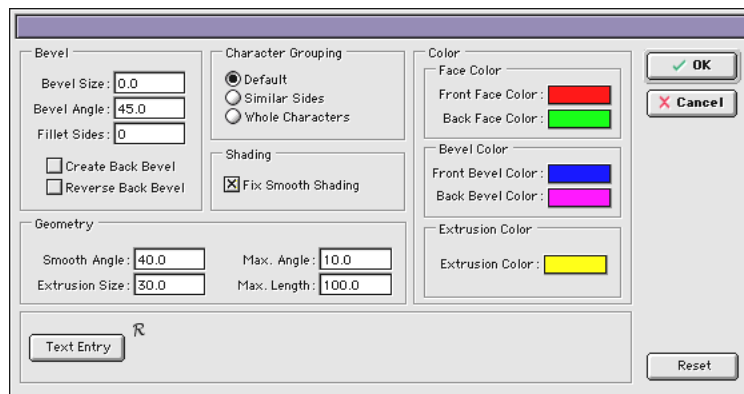 Bevel
Bevel Size: 0.0
Bevel Angle: 45.0
Fillet Sides: 0
Create Back Bevel
Reverse Back Bevel
Character Grouping
Default
Similar Sides
Whole Characters
Shading
Fix Smooth Shading
Geometry
Smooth Angle: 40.0
Max. Angle: 10.0
Extrusion Size: 30.0
Max. Length: 100.0
Color
Face Color
Front Face Color:
Back Face Color:
Bevel Color
Front Bevel Color:
Back Bevel Color:
Extrusion Color
Extrusion Color:
OK
Cancel
Text Entry
R
Reset